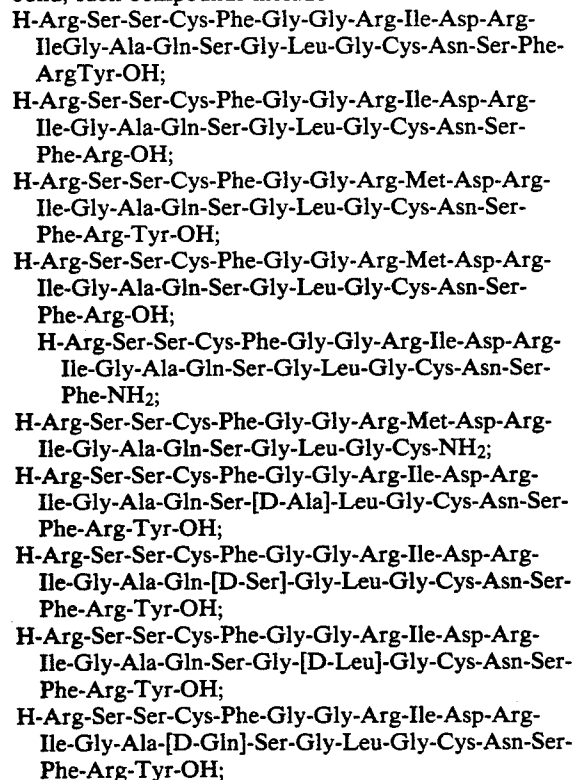 H-Arg-Ser-Ser-Cys-Phe-Gly-Gly-Arg-Ile-Asp-Arg-
IleGly-Ala-Gln-Ser-Gly-Leu-Gly-Cys-Asn-Ser-Phe-
ArgTyr-OH;
H-Arg-Ser-Ser-Cys-Phe-Gly-Gly-Arg-Ile-Asp-Arg-
Ile-Gly-Ala-Gln-Ser-Gly-Leu-Gly-Cys-Asn-Ser-
Phe-Arg-OH;
H-Arg-Ser-Ser-Cys-Phe-Gly-Gly-Arg-Met-Asp-Arg-
Ile-Gly-Ala-Gln-Ser-Gly-Leu-Gly-Cys-Asn-Ser-
Phe-Arg-Tyr-OH;
H-Arg-Ser-Ser-Cys-Phe-Gly-Gly-Arg-Met-Asp-Arg-
Ile-Gly-Ala-Gln-Ser-Gly-Leu-Gly-Cys-Asn-Ser-
Phe-Arg-OH;
H-Arg-Ser-Ser-Cys-Phe-Gly-Gly-Arg-Ile-Asp-Arg-
Ile-Gly-Ala-Gln-Ser-Gly-Leu-Gly-Cys-Asn-Ser-
Phe-NH2;
H-Arg-Ser-Ser-Cys-Phe-Gly-Gly-Arg-Met-Asp-Arg-
Ile-Gly-Ala-Gln-Ser-Gly-Leu-Gly-Cys-NH2;
H-Arg-Ser-Ser-Cys-Phe-Gly-Gly-Arg-Ile-Asp-Arg-
Ile-Gly-Ala-Gln-Ser-[D-Ala]-Leu-Gly-Cys-Asn-Ser-
Phe-Arg-Tyr-OH;
H-Arg-Ser-Ser-Cys-Phe-Gly-Gly-Arg-Ile-Asp-Arg-
Ile-Gly-Ala-Gln-[D-Ser]-Gly-Leu-Gly-Cys-Asn-Ser-
Phe-Arg-Tyr-OH;
H-Arg-Ser-Ser-Cys-Phe-Gly-Gly-Arg-Ile-Asp-Arg-
Ile-Gly-Ala-Gln-Ser-Gly-[D-Leu]-Gly-Cys-Asn-Ser-
Phe-Arg-Tyr-OH;
H-Arg-Ser-Ser-Cys-Phe-Gly-Gly-Arg-Ile-Asp-Arg-
Ile-Gly-Ala-[D-Gln]-Ser-Gly-Leu-Gly-Cys-Asn-Ser-
Phe-Arg-Tyr-OH;